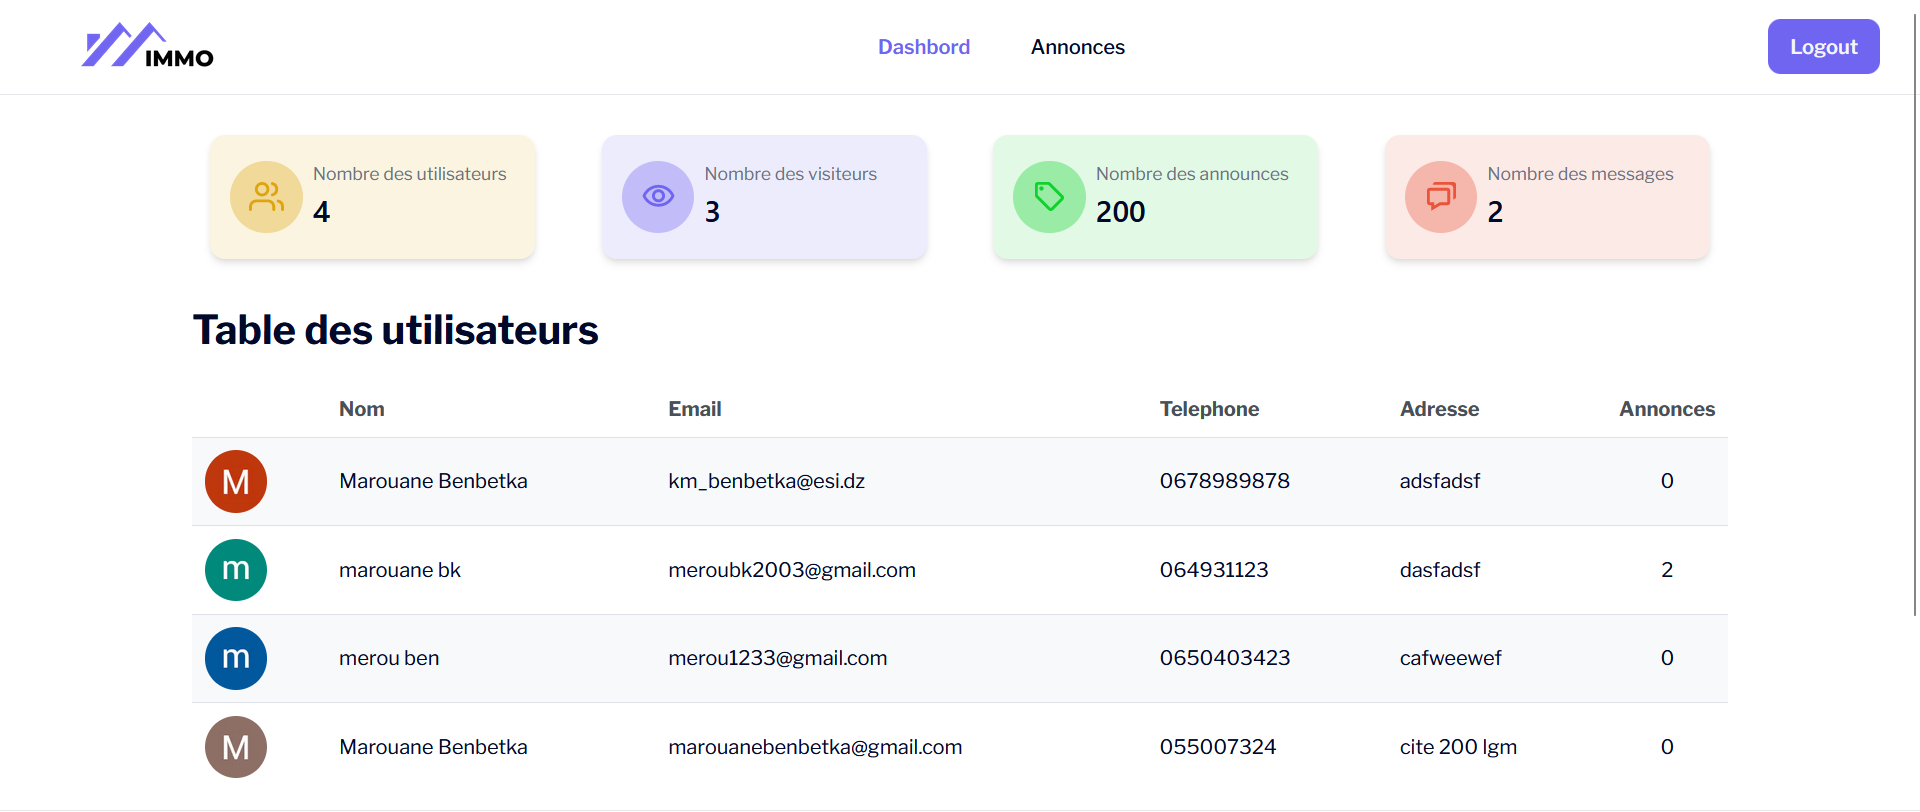 IMMO
Dashbord Annonces
Logout
Nombre des utilisateurs
4
Nombre des visiteurs
3
Nombre des announces
200
Nombre des messages
2
Table des utilisateurs
Nom Email Telephone Adresse Annonces
M Marouane Benbetka km_benbetka@esi.dz 0678989878 adsfadsf 0
m marouane bk meroubk2003@gmail.com 064931123 dasfadsf 2
m merou ben merou1233@gmail.com 0650403423 cafweewef 0
M Marouane Benbetka marouanebenbetka@gmail.com 055007324 cite 200 lgm 0